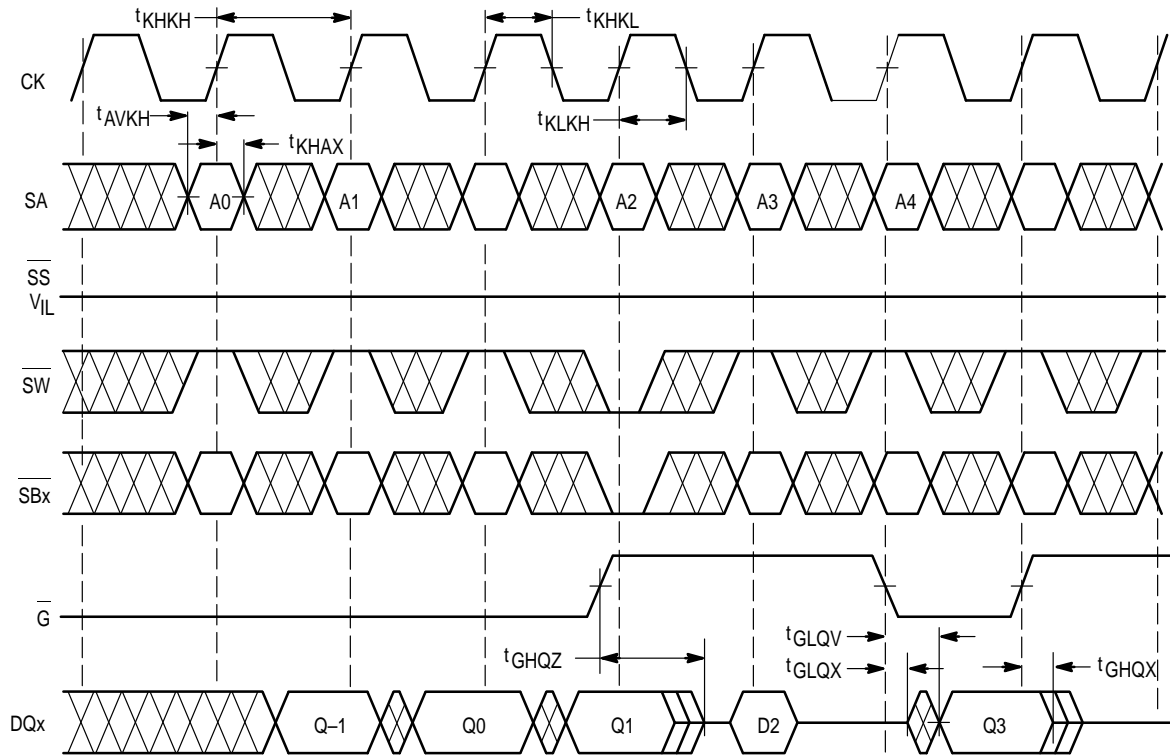 tKHKH
tKHKL
CK
tAVKH
tKLKH
tKHAX
SA
A0
A1
A2
A3
A4
SS
VIL
SW
SBx
G
tGHQZ
tGLQV
tGLQX
tGHQX
DQx
Q–1
Q0
Q1
D2
Q3